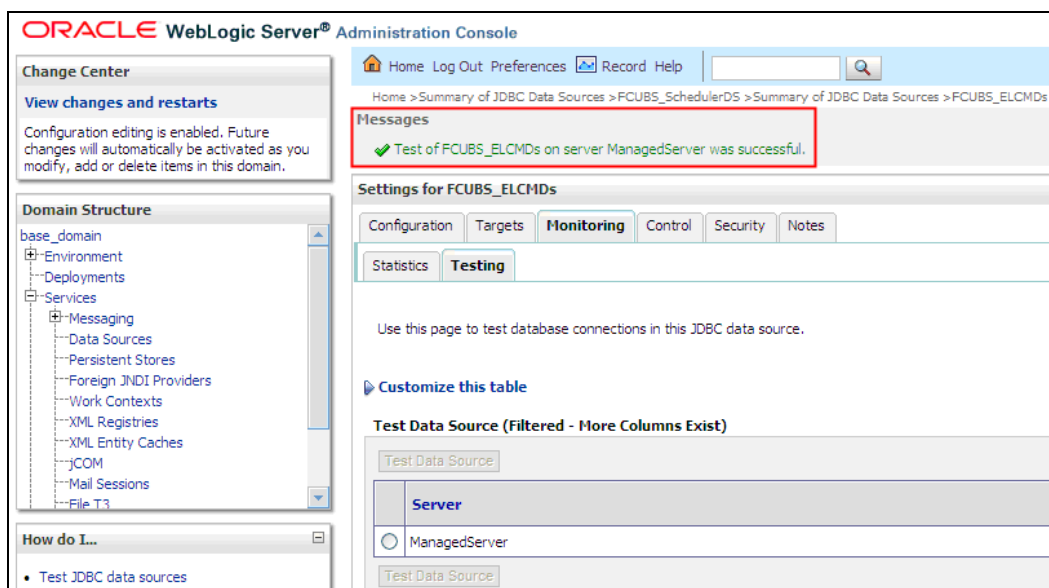 ORACLE WebLogic Server® Administration Console
Change Center
View changes and restarts
Configuration editing is enabled. Future
changes will automatically be activated as you
modify, add or delete items in this domain.
Domain Structure
base_domain
Environment
Deployments
Services
Messaging
Data Sources
Persistent Stores
Foreign JNDI Providers
Work Contexts
XML Registries
XML Entity Caches
jCOM
Mail Sessions
File T3
How do I...
• Test JDBC data sources
Home Log Out Preferences Record Help
Home >Summary of JDBC Data Sources >FCUBS_SchedulerDS >Summary of JDBC Data Sources >FCUBS_ELCMDs
Messages
Test of FCUBS_ELCMDs on server ManagedServer was successful.
Settings for FCUBS_ELCMDs
Configuration Targets Monitoring Control Security Notes
Statistics Testing
Use this page to test database connections in this JDBC data source.
Customize this table
Test Data Source (Filtered - More Columns Exist)
Test Data Source
Server
ManagedServer
Test Data Source